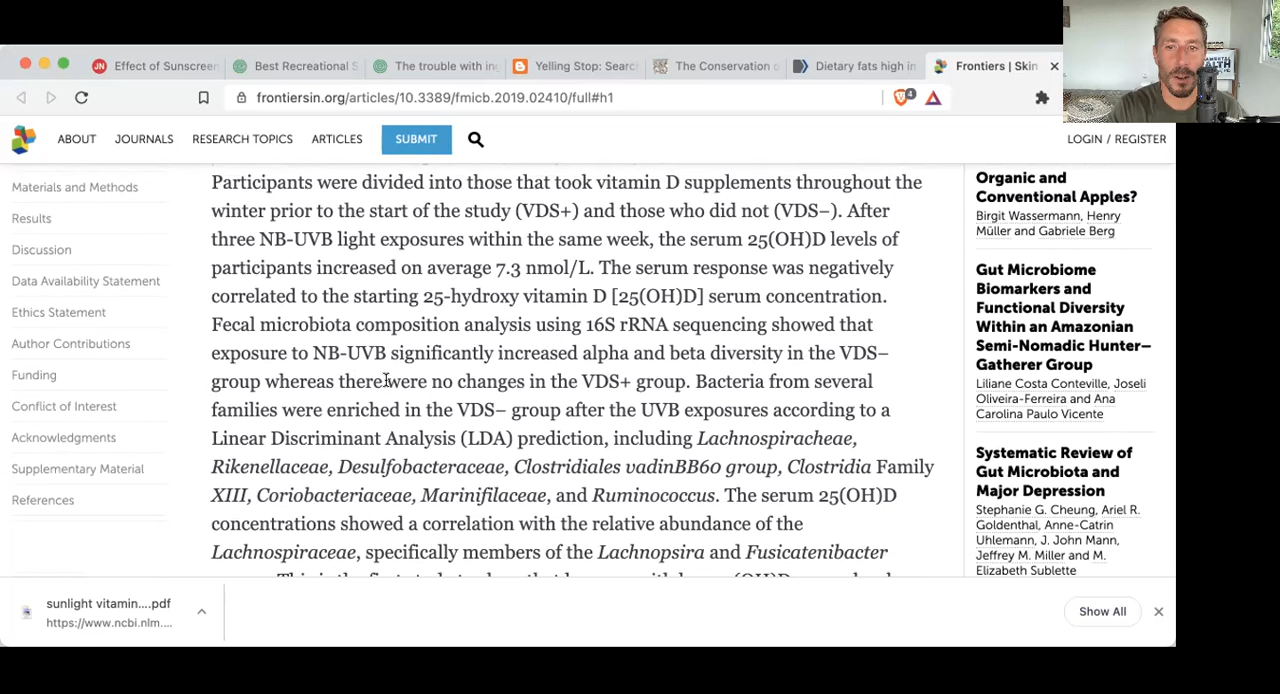 Effect of Sunscreen
Best Recreational S
The trouble with ing
Yelling Stop: Search
The Conservation o
Dietary fats high in
Frontiers | Skin
frontiersin.org/articles/10.3389/fmicb.2019.02410/full#h1
4
ABOUT JOURNALS RESEARCH TOPICS ARTICLES SUBMIT LOGIN / REGISTER
Materials and Methods
Results
Discussion
Data Availability Statement
Ethics Statement
Author Contributions
Funding
Conflict of Interest
Acknowledgments
Supplementary Material
References
Participants were divided into those that took vitamin D supplements throughout the
winter prior to the start of the study (VDS+) and those who did not (VDS–). After
three NB-UVB light exposures within the same week, the serum 25(OH)D levels of
participants increased on average 7.3 nmol/L. The serum response was negatively
correlated to the starting 25-hydroxy vitamin D [25(OH)D] serum concentration.
Fecal microbiota composition analysis using 16S rRNA sequencing showed that
exposure to NB-UVB significantly increased alpha and beta diversity in the VDS–
group whereas there were no changes in the VDS+ group. Bacteria from several
families were enriched in the VDS– group after the UVB exposures according to a
Linear Discriminant Analysis (LDA) prediction, including Lachnospiracheae,
Rikenellaceae, Desulfobacteraceae, Clostridiales vadinBB60 group, Clostridia Family
XIII, Coriobacteriaceae, Marinifilaceae, and Ruminococcus. The serum 25(OH)D
concentrations showed a correlation with the relative abundance of the
Lachnospiraceae, specifically members of the Lachnopsira and Fusicatenibacter
Organic and
Conventional Apples?
Birgit Wassermann, Henry
Müller and Gabriele Berg
Gut Microbiome
Biomarkers and
Functional Diversity
Within an Amazonian
Semi-Nomadic Hunter–
Gatherer Group
Liliane Costa Conteville, Joseli
Oliveira-Ferreira and Ana
Carolina Paulo Vicente
Systematic Review of
Gut Microbiota and
Major Depression
Stephanie G. Cheung, Ariel R.
Goldenthal, Anne-Catrin
Uhlemann, J. John Mann,
Jeffrey M. Miller and M.
Elizabeth Sublette
sunlight vitamin....pdf
https://www.ncbi.nlm....
Show All